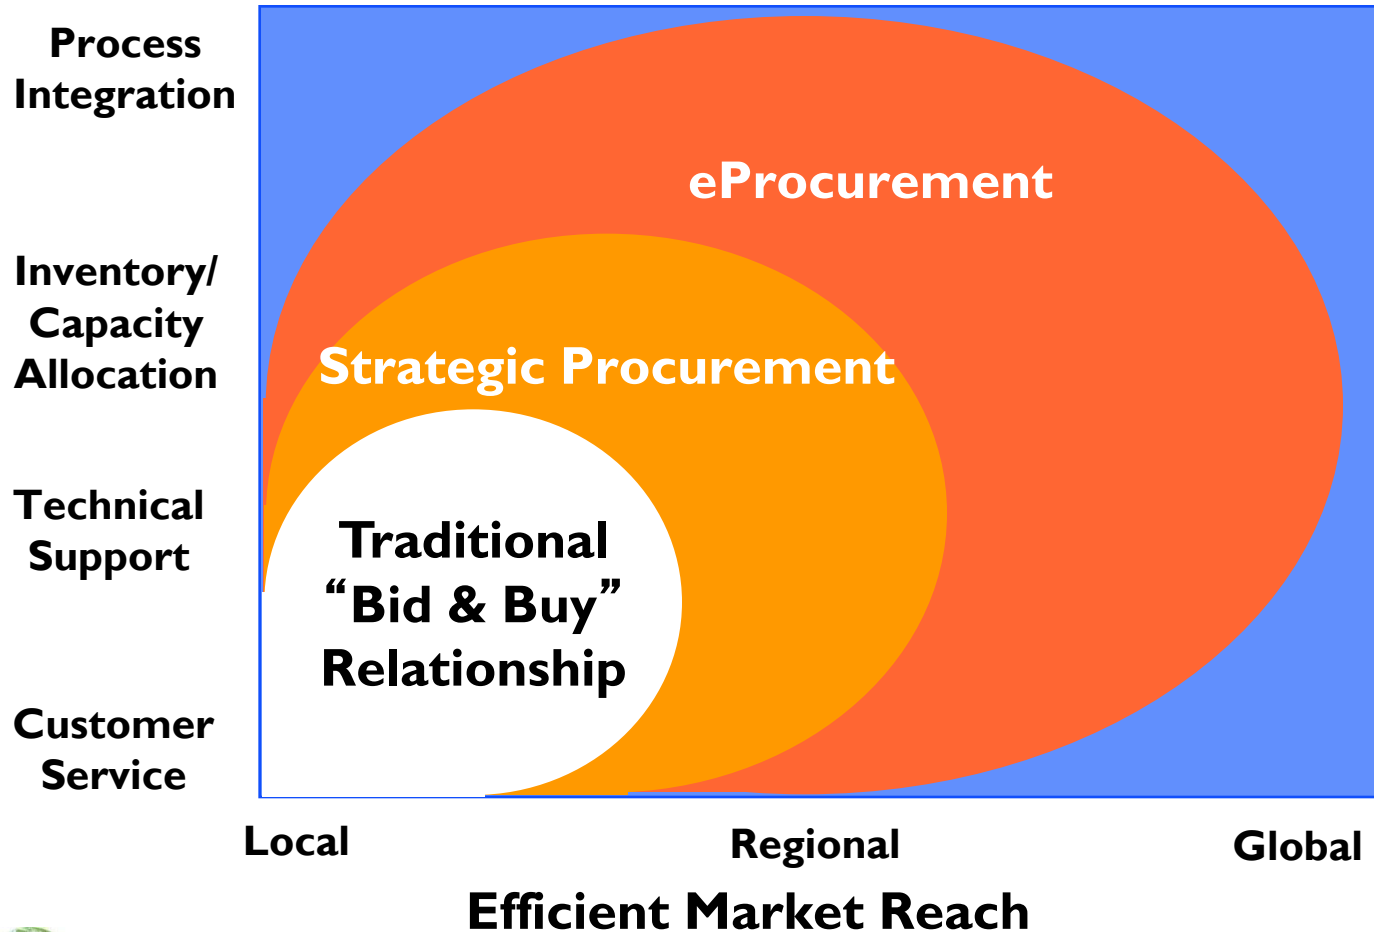 Process
Integration
eProcurement
Inventory/
Capacity
Allocation
Strategic Procurement
Technical
Support
Traditional
“Bid & Buy”
Relationship
Customer
Service
Local
Regional
Global
Efficient Market Reach